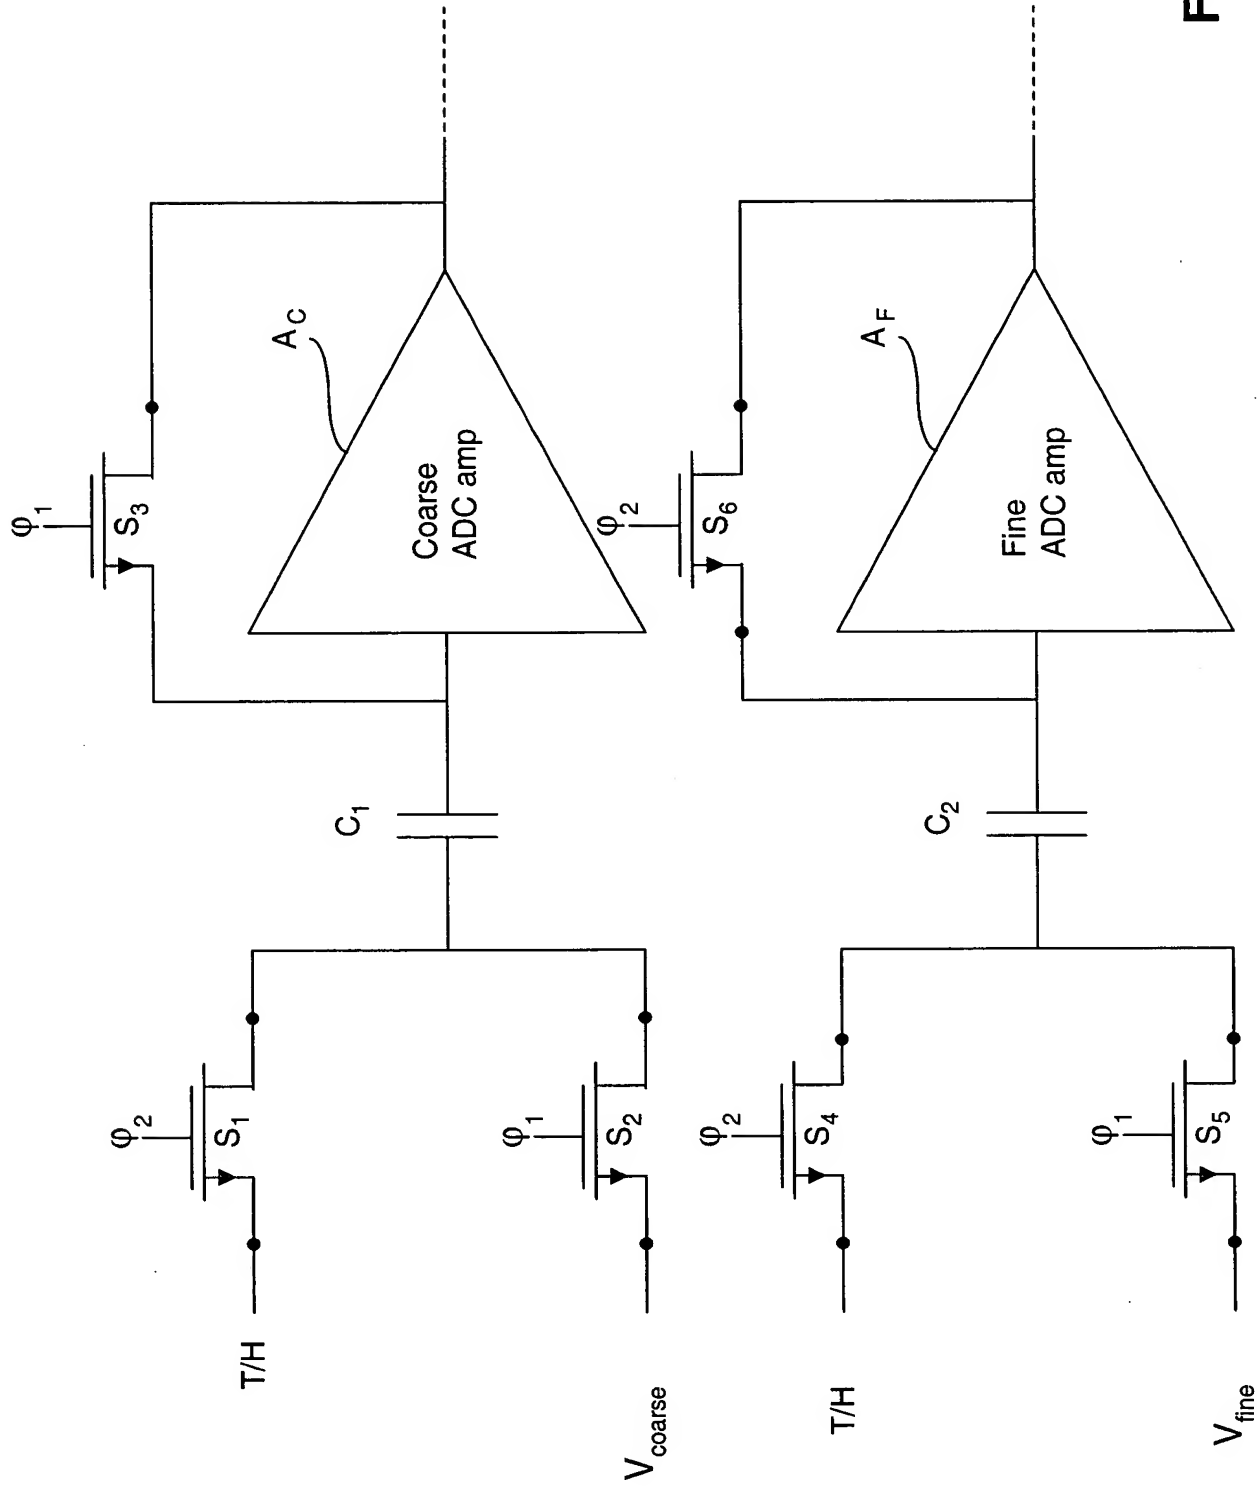 φ1
φ2
S3
S1
T/H
AC
C1
Coarse
ADC amp
φ1
φ2
S2
Vcoarse
φ2
S6
S4
T/H
AF
C2
Fine
ADC amp
φ1
S5
Vfine
F